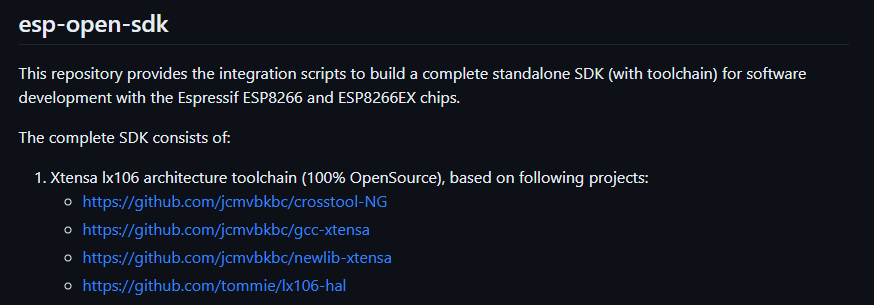 esp-open-sdk
This repository provides the integration scripts to build a complete standalone SDK (with toolchain) for software
development with the Espressif ESP8266 and ESP8266EX chips.
The complete SDK consists of:
1. Xtensa lx106 architecture toolchain (100% OpenSource), based on following projects:
https://github.com/jcmvbkbc/crosstool-NG
https://github.com/jcmvbkbc/gcc-xtensa
https://github.com/jcmvbkbc/newlib-xtensa
https://github.com/tommie/lx106-hal